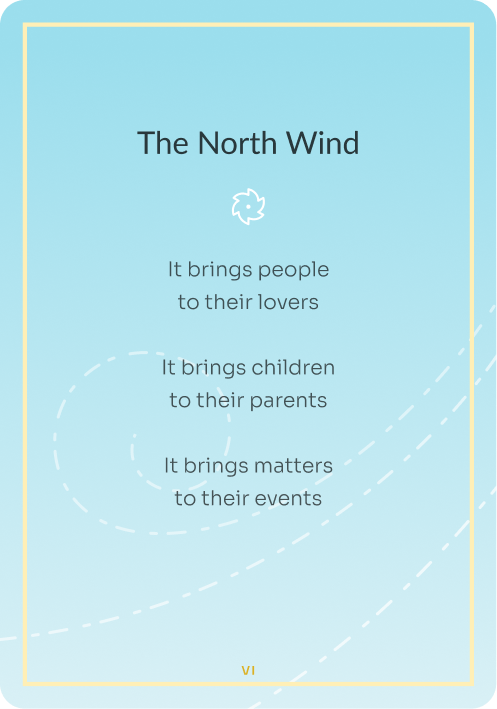 The North Wind
It brings people
to their lovers
It brings children
to their parents
It brings matters
to their events
VI